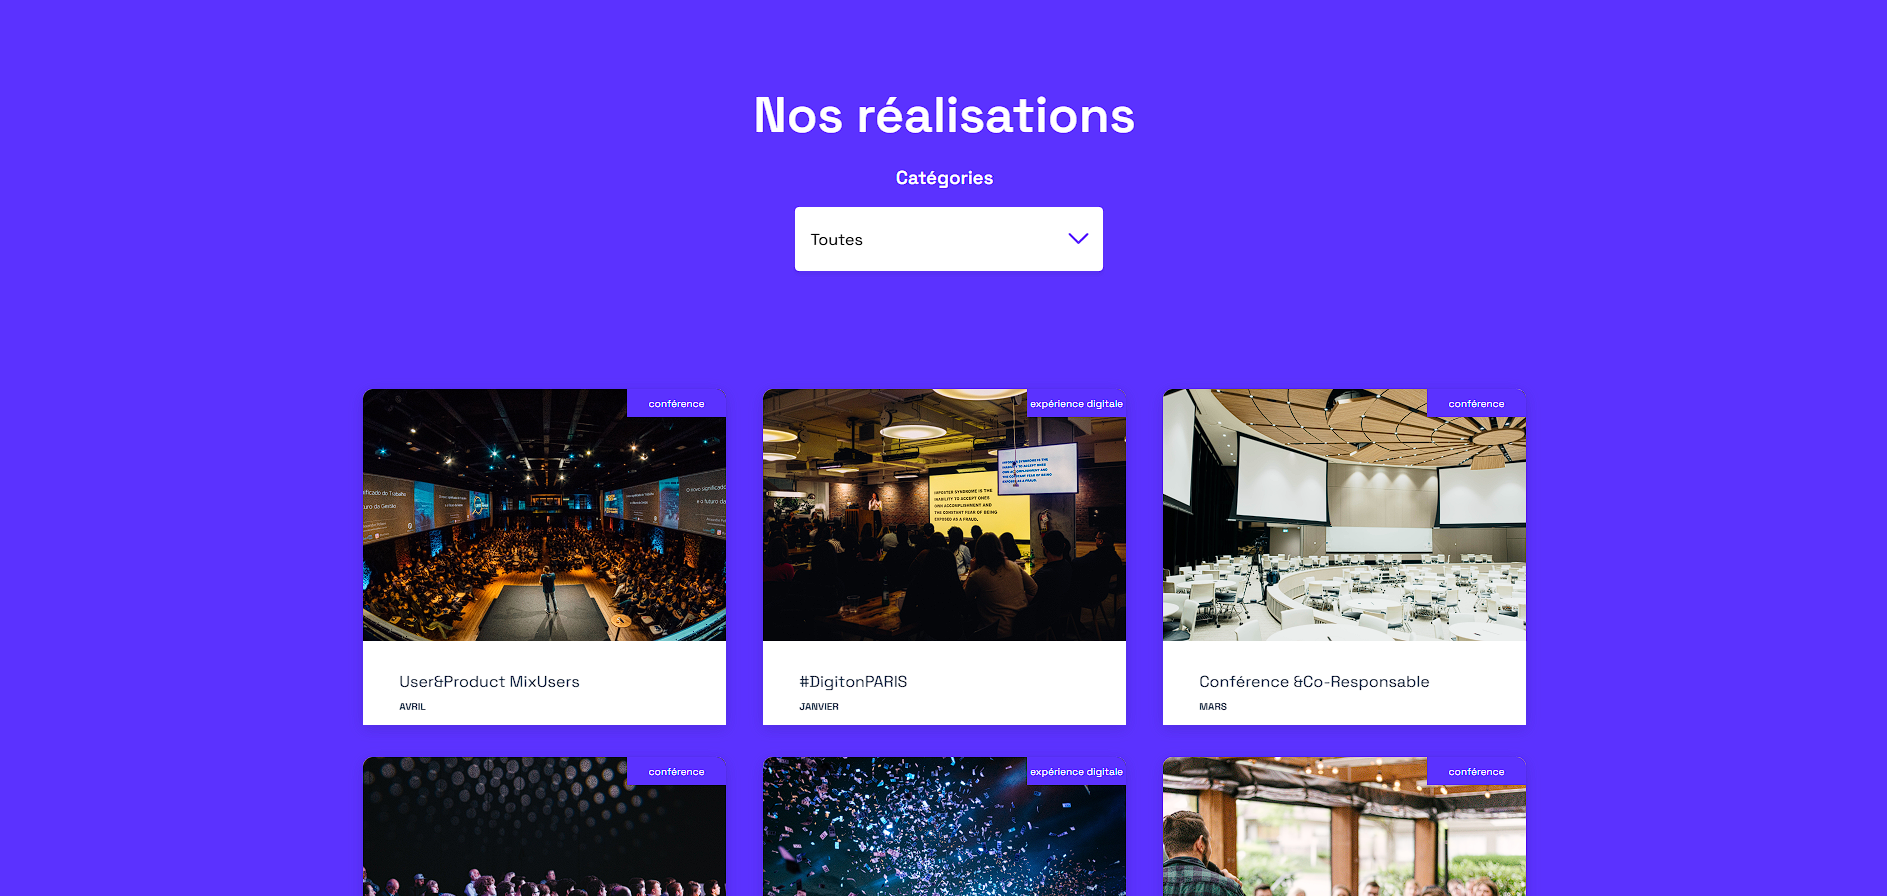 Nos réalisations
Catégories
Toutes
conférence
expérience digitale
conférence
IMPOSTER SYNDROME IS THE
INABILITY TO ACCEPT ONES
OWN ACCOMPLISHMENT AND
THE CONSTANT FEAR OF BEING
EXPOSED AS A FRAUD,
User&Product MixUsers
AVRIL
#DigitonPARIS
JANVIER
Conférence &Co-Responsable
MARS
conférence
expérience digitale
conférence